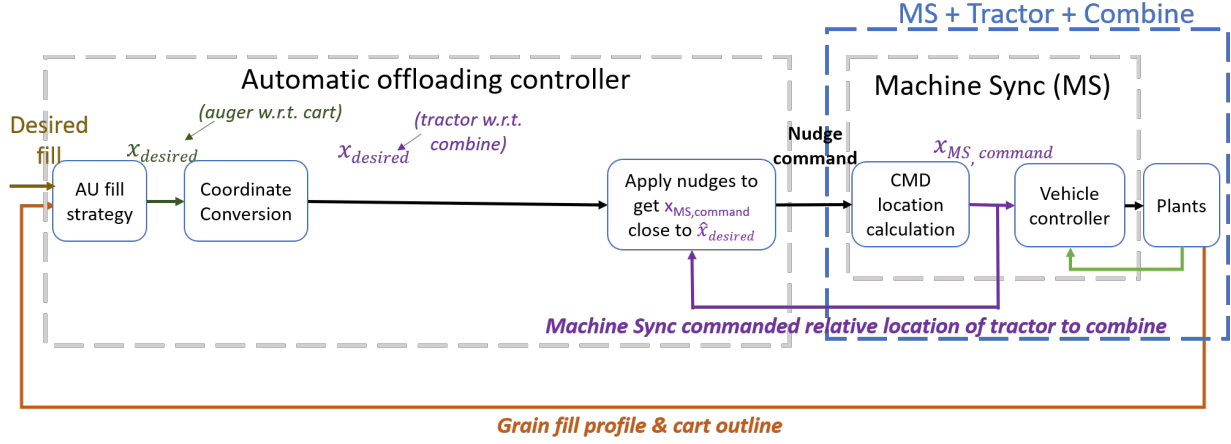 MS + Tractor + Combine
Automatic offloading controller
Machine Sync (MS)
(auger w.r.t. cart)
(tractor w.r.t.
combine)
Desired
fill
x_desired
x_desired
Nudge
command
x_MS, command
AU fill
strategy
Coordinate
Conversion
Apply nudges to
get x_MS,command
close to x̂_desired
CMD
location
calculation
Vehicle
controller
Plants
Machine Sync commanded relative location of tractor to combine
Grain fill profile & cart outline